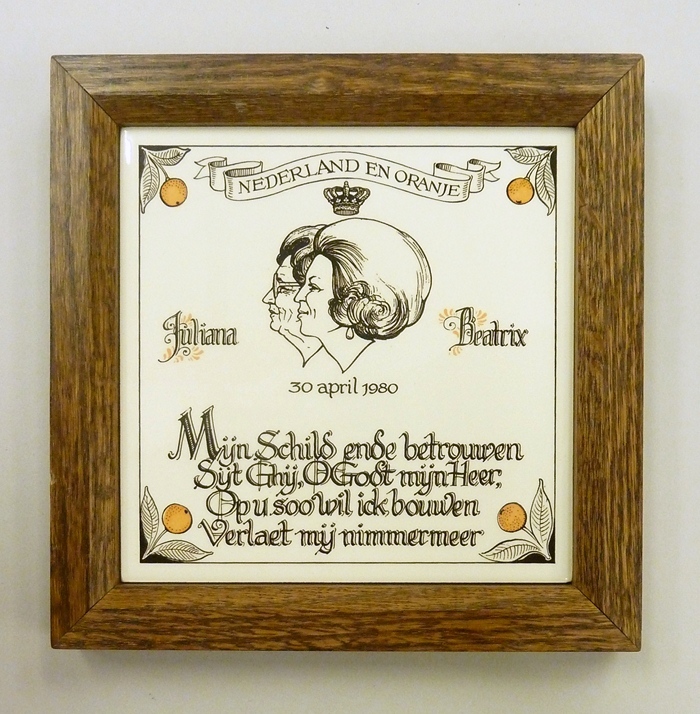 NEDERLAND EN ORANJE
Juliana
Beatrix
30 april 1980
Mijn Schild ende betrouwen
Sijt Ghij, O Godt mijn Heer,
Op u soo wil ick bouwen
Verlaet mij nimmermeer